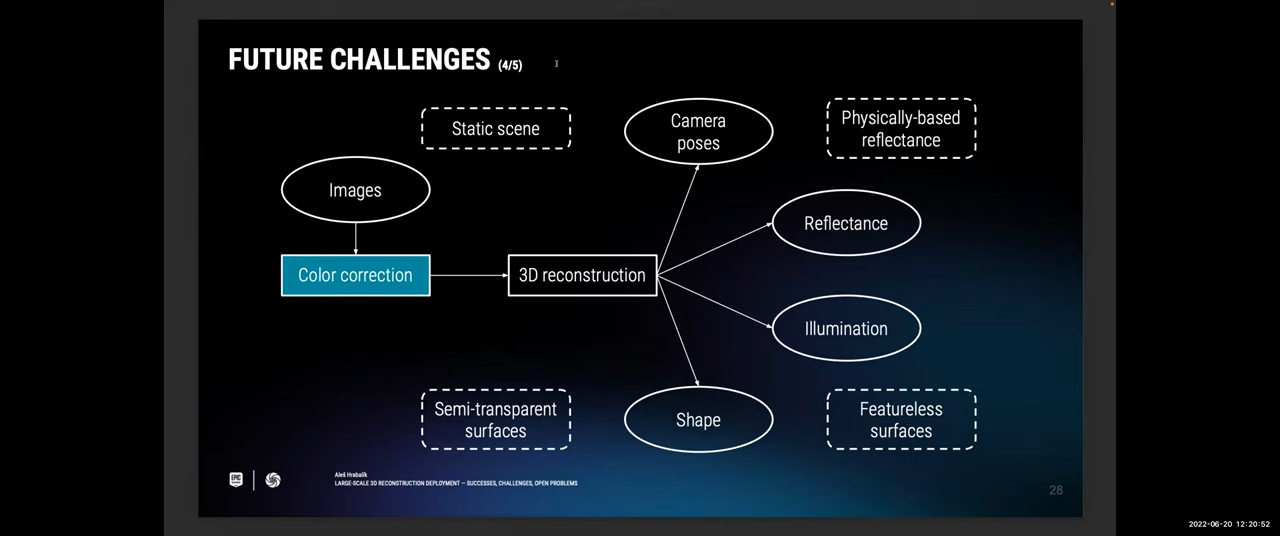 FUTURE CHALLENGES (4/5)
Static scene
Camera
poses
Physically-based
reflectance
Images
Reflectance
Color correction
3D reconstruction
Illumination
Semi-transparent
surfaces
Shape
Featureless
surfaces
EPIC
Aleš Hrabalík
LARGE-SCALE 3D RECONSTRUCTION DEPLOYMENT — SUCCESSES, CHALLENGES, OPEN PROBLEMS
28
2022-06-20 12:20:52